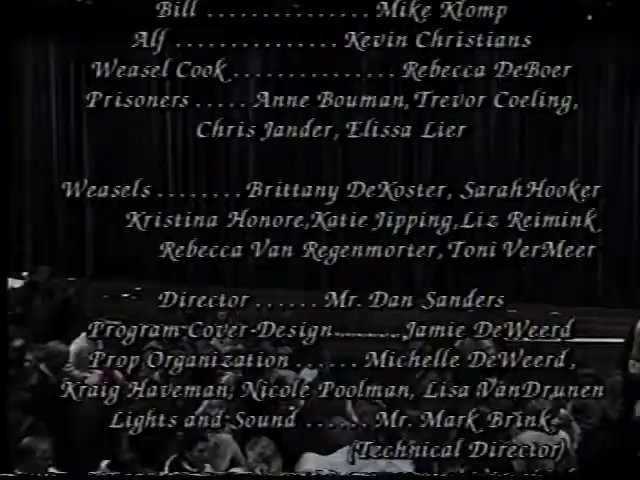 Bill .............. Mike Klomp
Alf ............... Kevin Christians
Weasel Cook............... Rebecca DeBoer
Prisoners ..... Anne Bouman, Trevor Coeling,
Chris Jander, Elissa Lier
Weasels ........ Brittany DeKoster, SarahHooker
Kristina Honore,Katie Jipping,Liz Reimink
Rebecca Van Regenmorter, Toni VerMeer
Director ...... Mr. Dan Sanders
Program-Cover-Design........ Jamie DeWeerd
Prop Organization ...... Michelle DeWeerd,
Kraig Haveman, Nicole Poolman, Lisa VanDrunen
Lights and Sound ...... Mr. Mark Brink
(Technical Director)